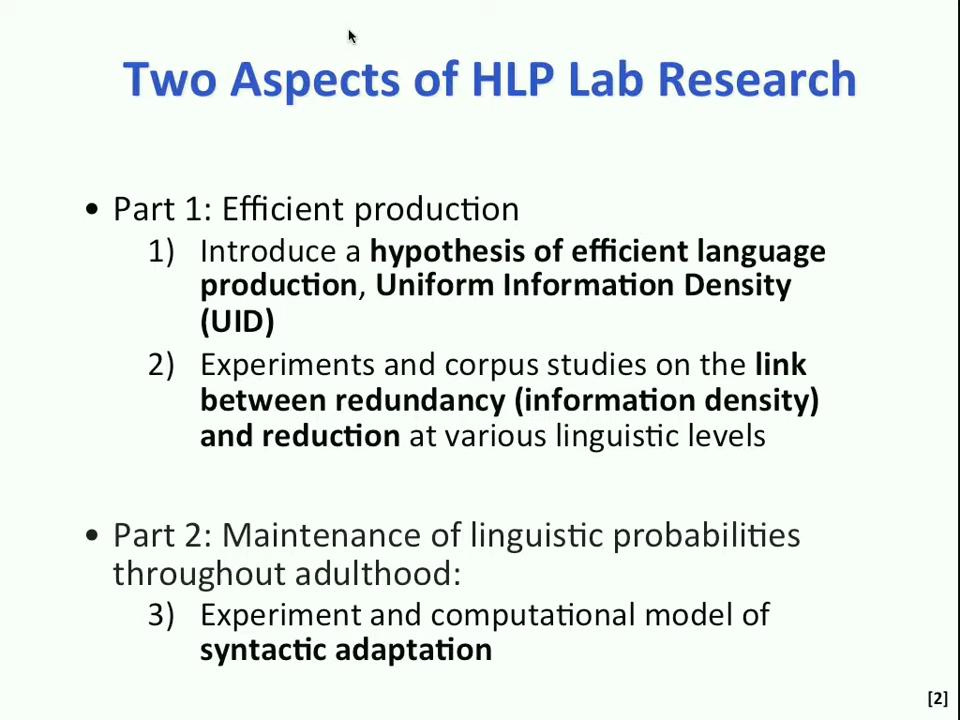 Two Aspects of HLP Lab Research
• Part 1: Efficient production
1) Introduce a hypothesis of efficient language
production, Uniform Information Density
(UID)
2) Experiments and corpus studies on the link
between redundancy (information density)
and reduction at various linguistic levels
• Part 2: Maintenance of linguistic probabilities
throughout adulthood:
3) Experiment and computational model of
syntactic adaptation
[2]